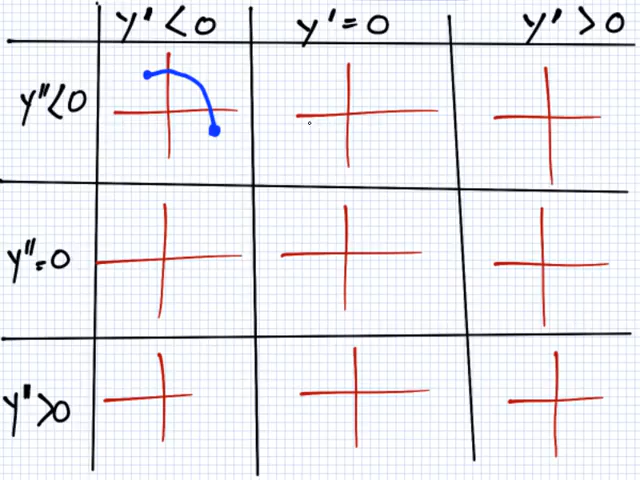 y' < 0 y' = 0 y' > 0
y'' < 0
y'' = 0
y'' > 0